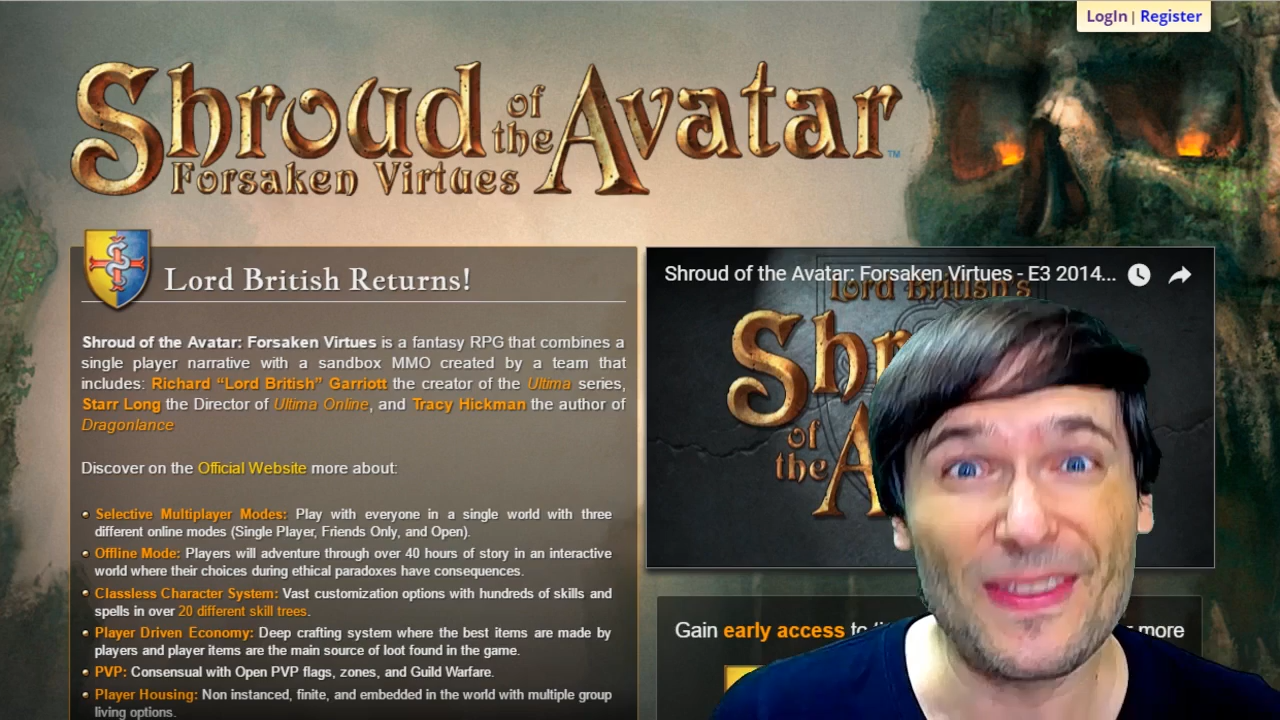 LogIn | Register
Shroud of the Avatar™
Forsaken Virtues
Lord British Returns!
Shroud of the Avatar: Forsaken Virtues is a fantasy RPG that combines a
single player narrative with a sandbox MMO created by a team that
includes: Richard “Lord British” Garriott the creator of the Ultima series,
Starr Long the Director of Ultima Online, and Tracy Hickman the author of
Dragonlance
Discover on the Official Website more about:
Selective Multiplayer Modes: Play with everyone in a single world with three
different online modes (Single Player, Friends Only, and Open).
Offline Mode: Players will adventure through over 40 hours of story in an interactive
world where their choices during ethical paradoxes have consequences.
Classless Character System: Vast customization options with hundreds of skills and
spells in over 20 different skill trees.
Player Driven Economy: Deep crafting system where the best items are made by
players and player items are the main source of loot found in the game.
PVP: Consensual with Open PVP flags, zones, and Guild Warfare.
Player Housing: Non instanced, finite, and embedded in the world with multiple group
living options.
Shroud of the Avatar: Forsaken Virtues - E3 2014...
Lord British's
Shr
of
the A
Gain early access to more